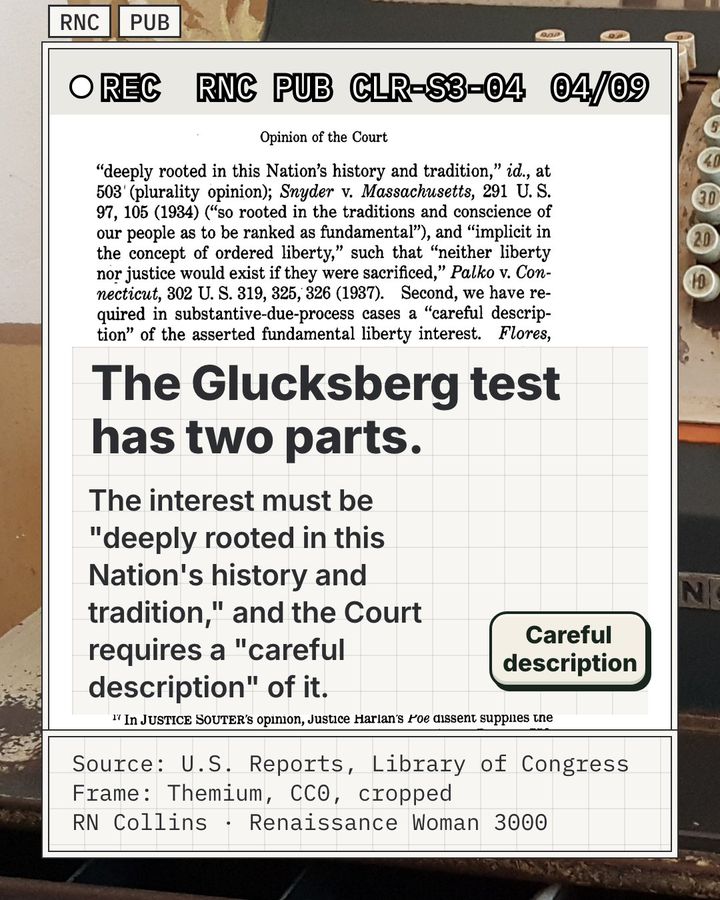 RNC PUB
REC RNC PUB CLR-S3-04 04/09
Opinion of the Court
“deeply rooted in this Nation’s history and tradition,” id., at
503 (plurality opinion); Snyder v. Massachusetts, 291 U. S.
97, 105 (1934) (“so rooted in the traditions and conscience of
our people as to be ranked as fundamental”), and “implicit in
the concept of ordered liberty,” such that “neither liberty
nor justice would exist if they were sacrificed,” Palko v. Con-
necticut, 302 U. S. 319, 325, 326 (1937). Second, we have re-
quired in substantive-due-process cases a “careful descrip-
tion” of the asserted fundamental liberty interest. Flores,
The Glucksberg test
has two parts.
The interest must be
"deeply rooted in this
Nation's history and
tradition," and the Court
requires a "careful
description" of it.
Careful
description
17 In JUSTICE SOUTER’s opinion, Justice Harlan’s Poe dissent supplies the
Source: U.S. Reports, Library of Congress
Frame: Themium, CC0, cropped
RN Collins · Renaissance Woman 3000
40
30
20
10